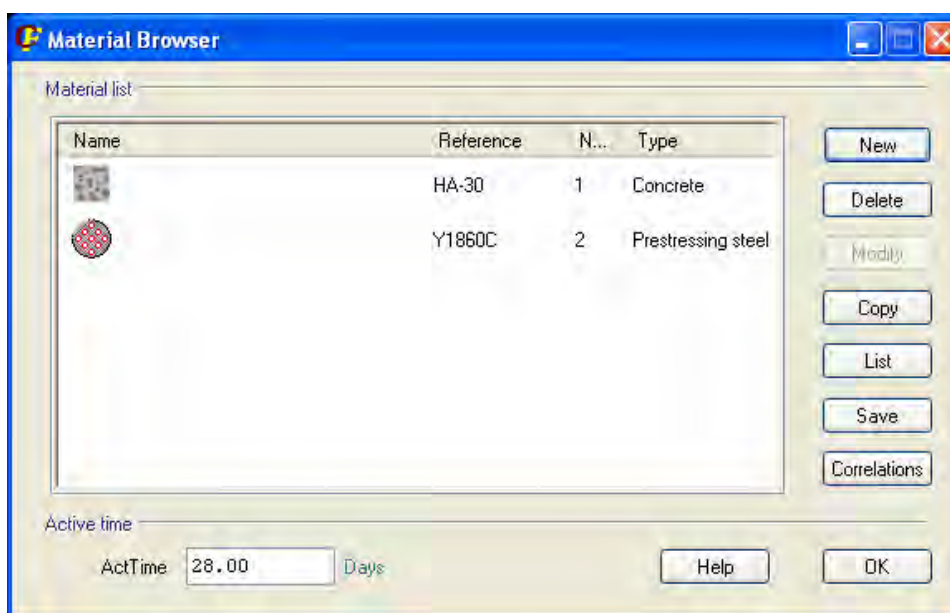 Material Browser
Material list
Name Reference N... Type
HA-30 1 Concrete
Y1860C 2 Prestressing steel
New
Delete
Modify
Copy
List
Save
Correlations
Active time
ActTime 28.00 Days
Help OK